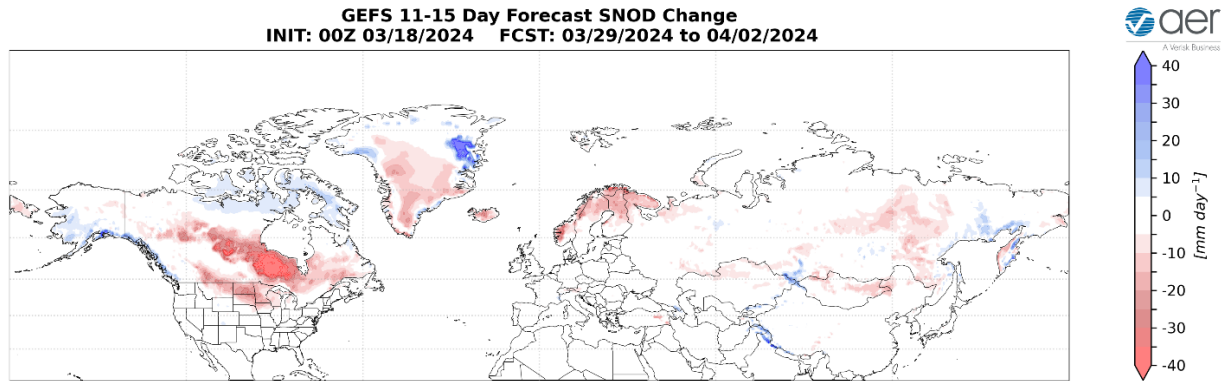 GEFS 11-15 Day Forecast SNOD Change
INIT: 00Z 03/18/2024 FCST: 03/29/2024 to 04/02/2024
aer
A Verisk Business
40
30
20
10
0
-10
-20
-30
-40
[mm day⁻¹]